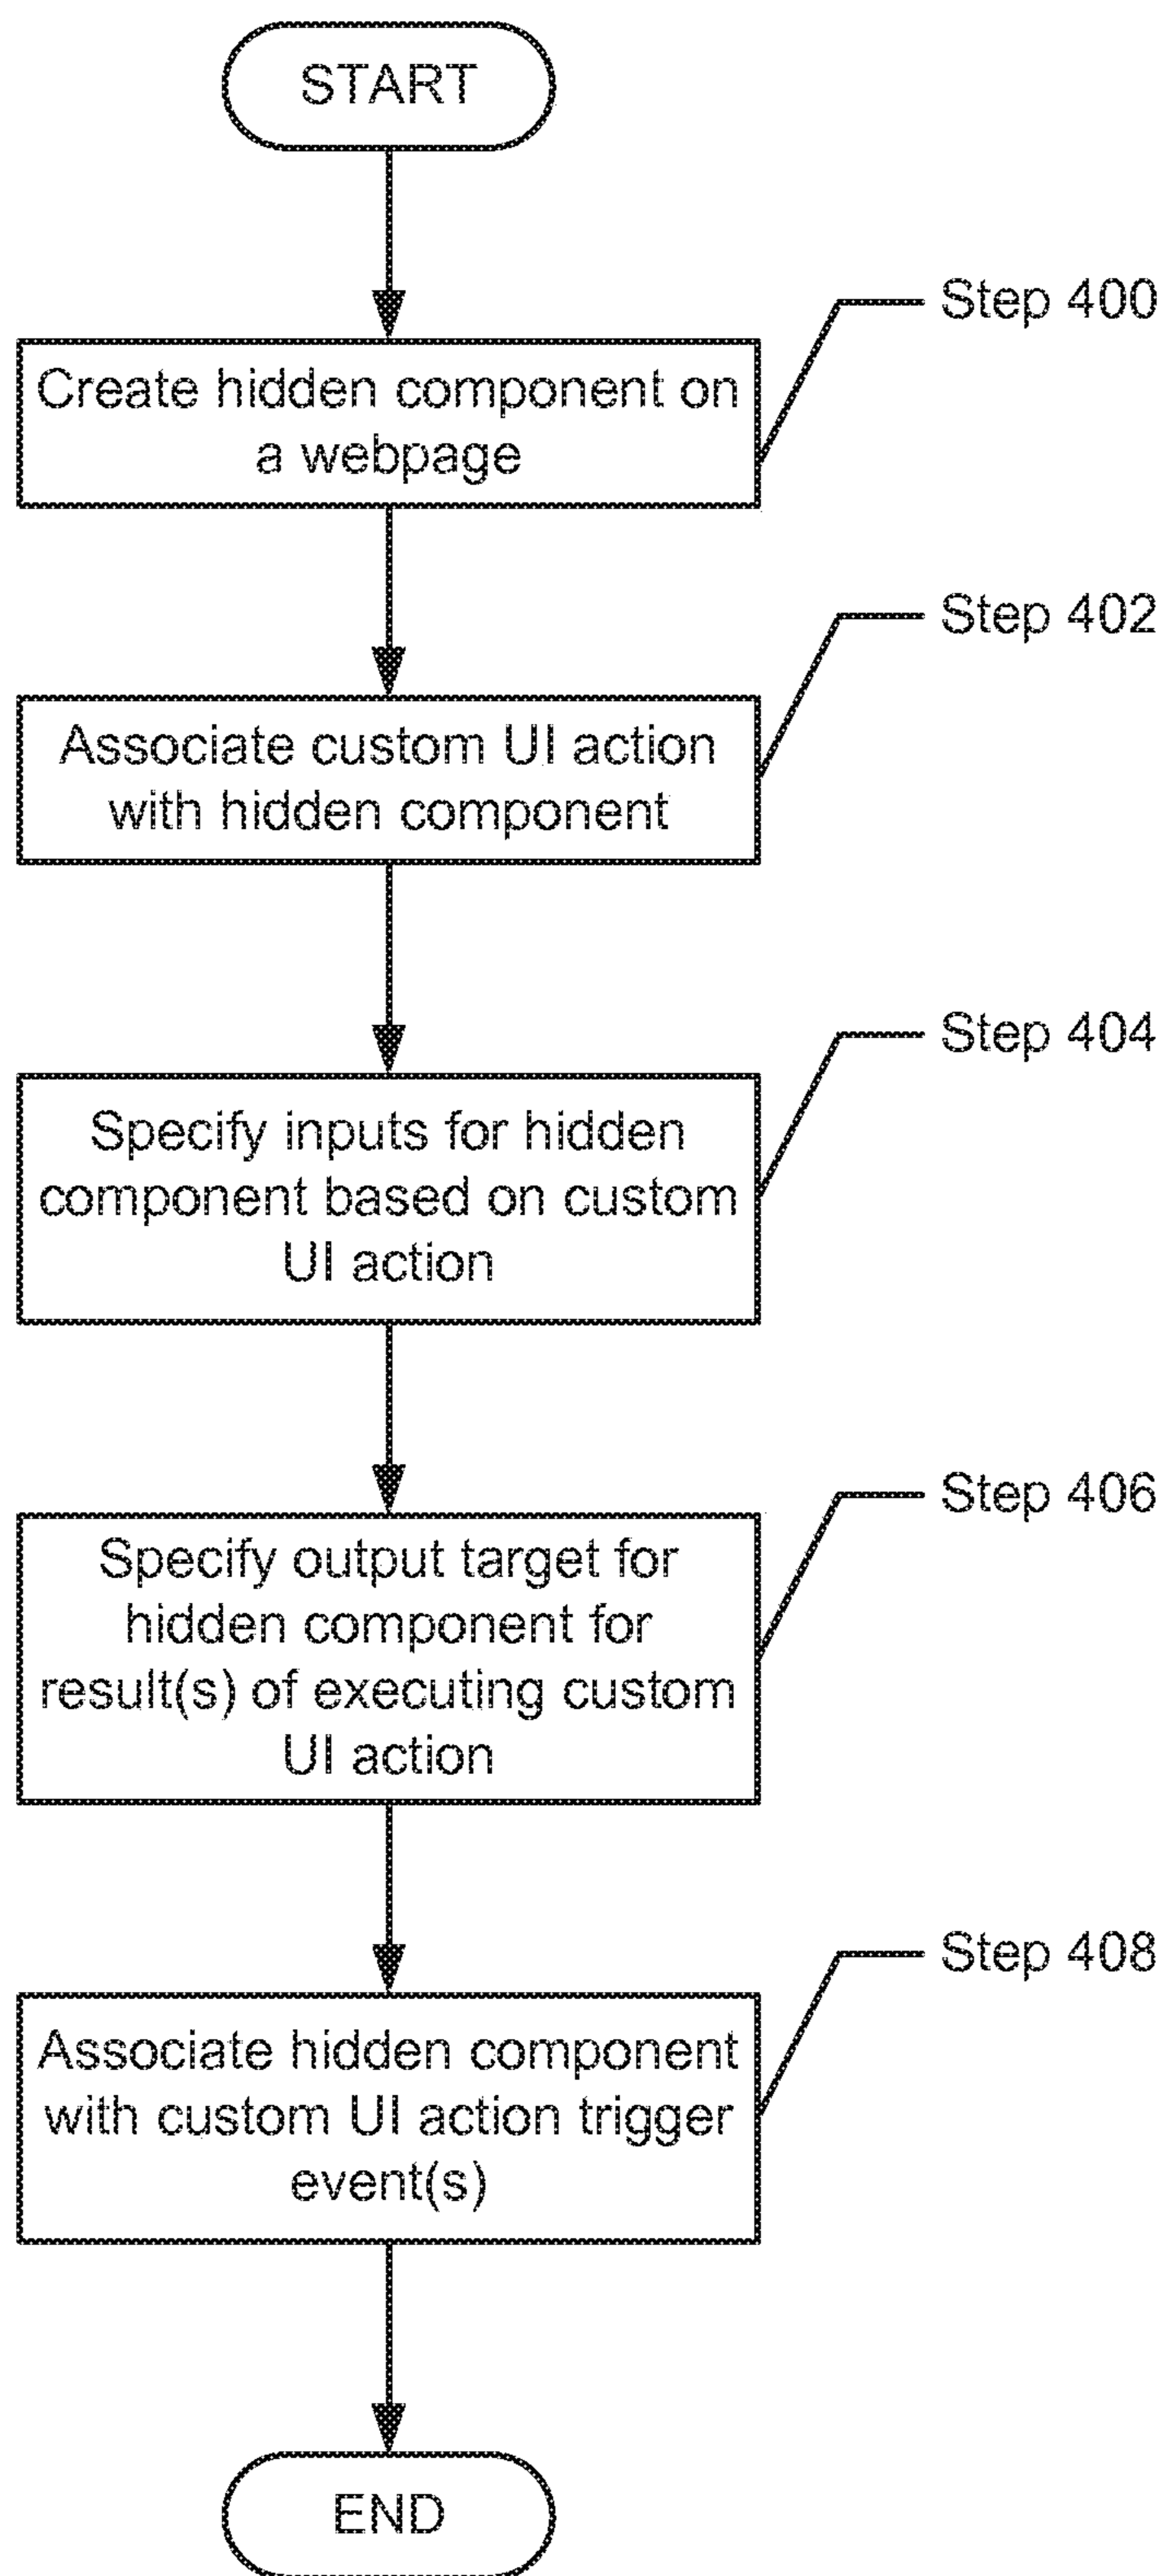 START
Step 400
Create hidden component on
a webpage
Step 402
Associate custom UI action
with hidden component
Step 404
Specify inputs for hidden
component based on custom
UI action
Step 406
Specify output target for
hidden component for
result(s) of executing custom
UI action
Step 408
Associate hidden component
with custom UI action trigger
event(s)
END